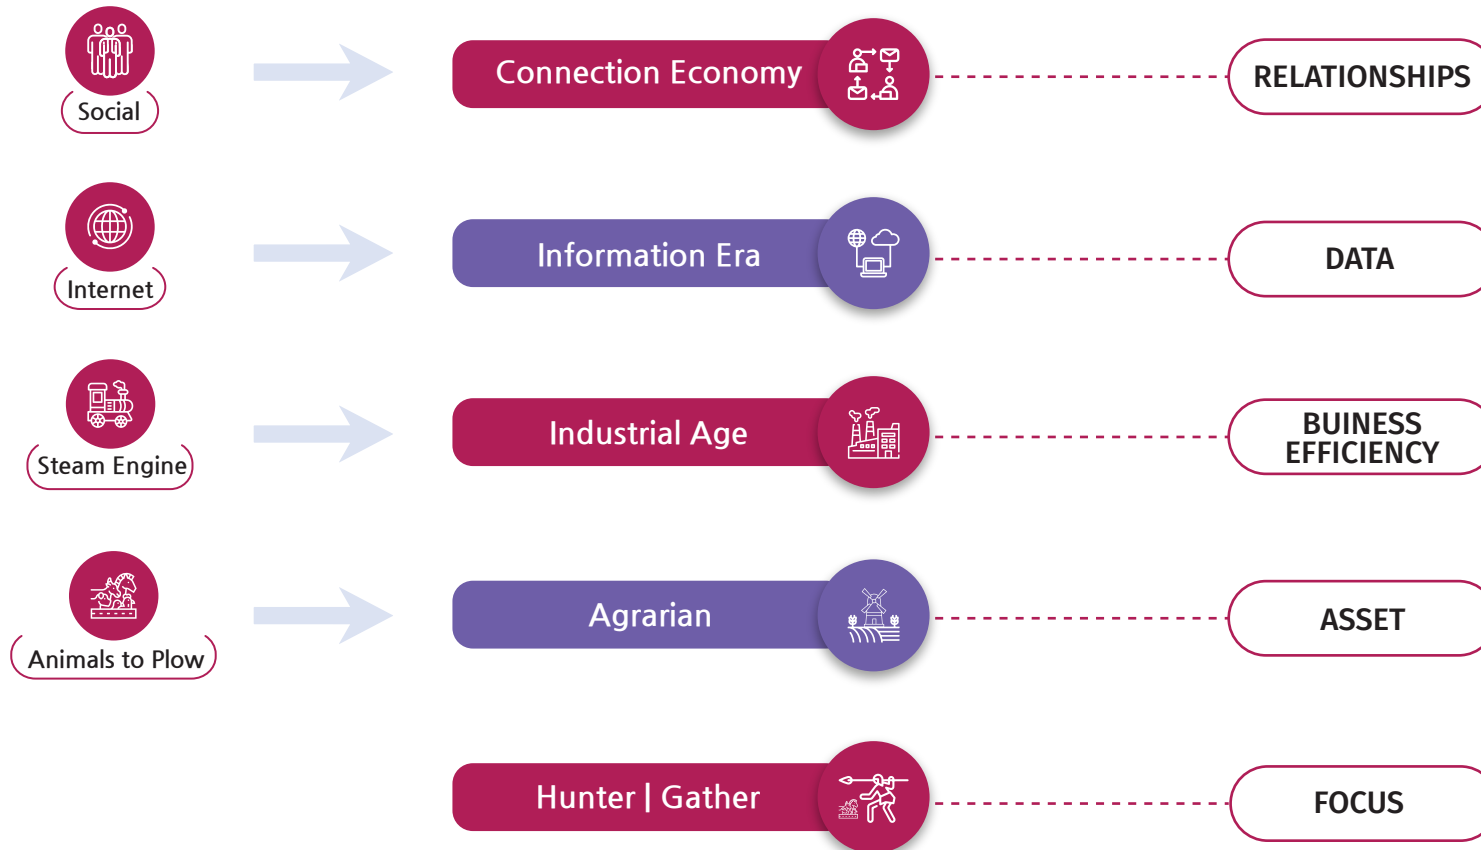 Social
Connection Economy
RELATIONSHIPS
Internet
Information Era
DATA
Steam Engine
Industrial Age
BUINESS
EFFICIENCY
Animals to Plow
Agrarian
ASSET
Hunter | Gather
FOCUS